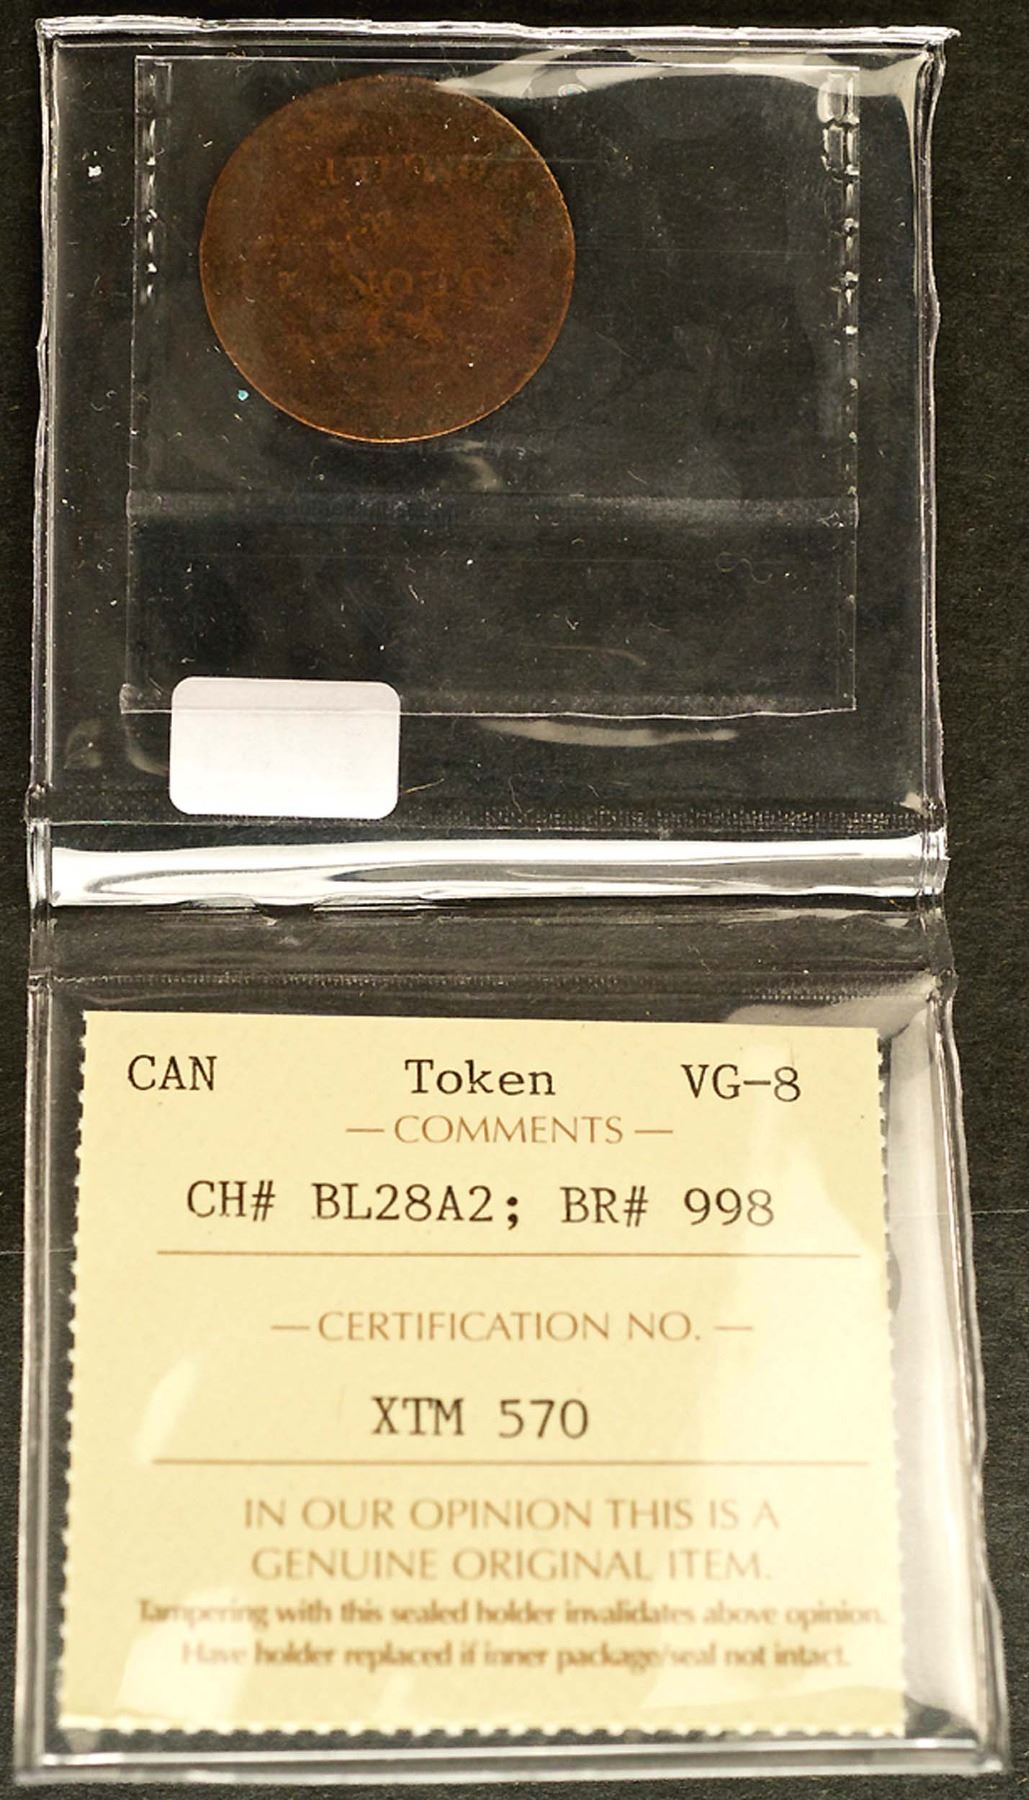 CAN Token VG-8
— COMMENTS —
CH# BL28A2; BR# 998
— CERTIFICATION NO. —
XTM 570
IN OUR OPINION THIS IS A
GENUINE ORIGINAL ITEM.
Tampering with this sealed holder invalidates above opinion.
Have holder replaced if inner package/seal not intact.